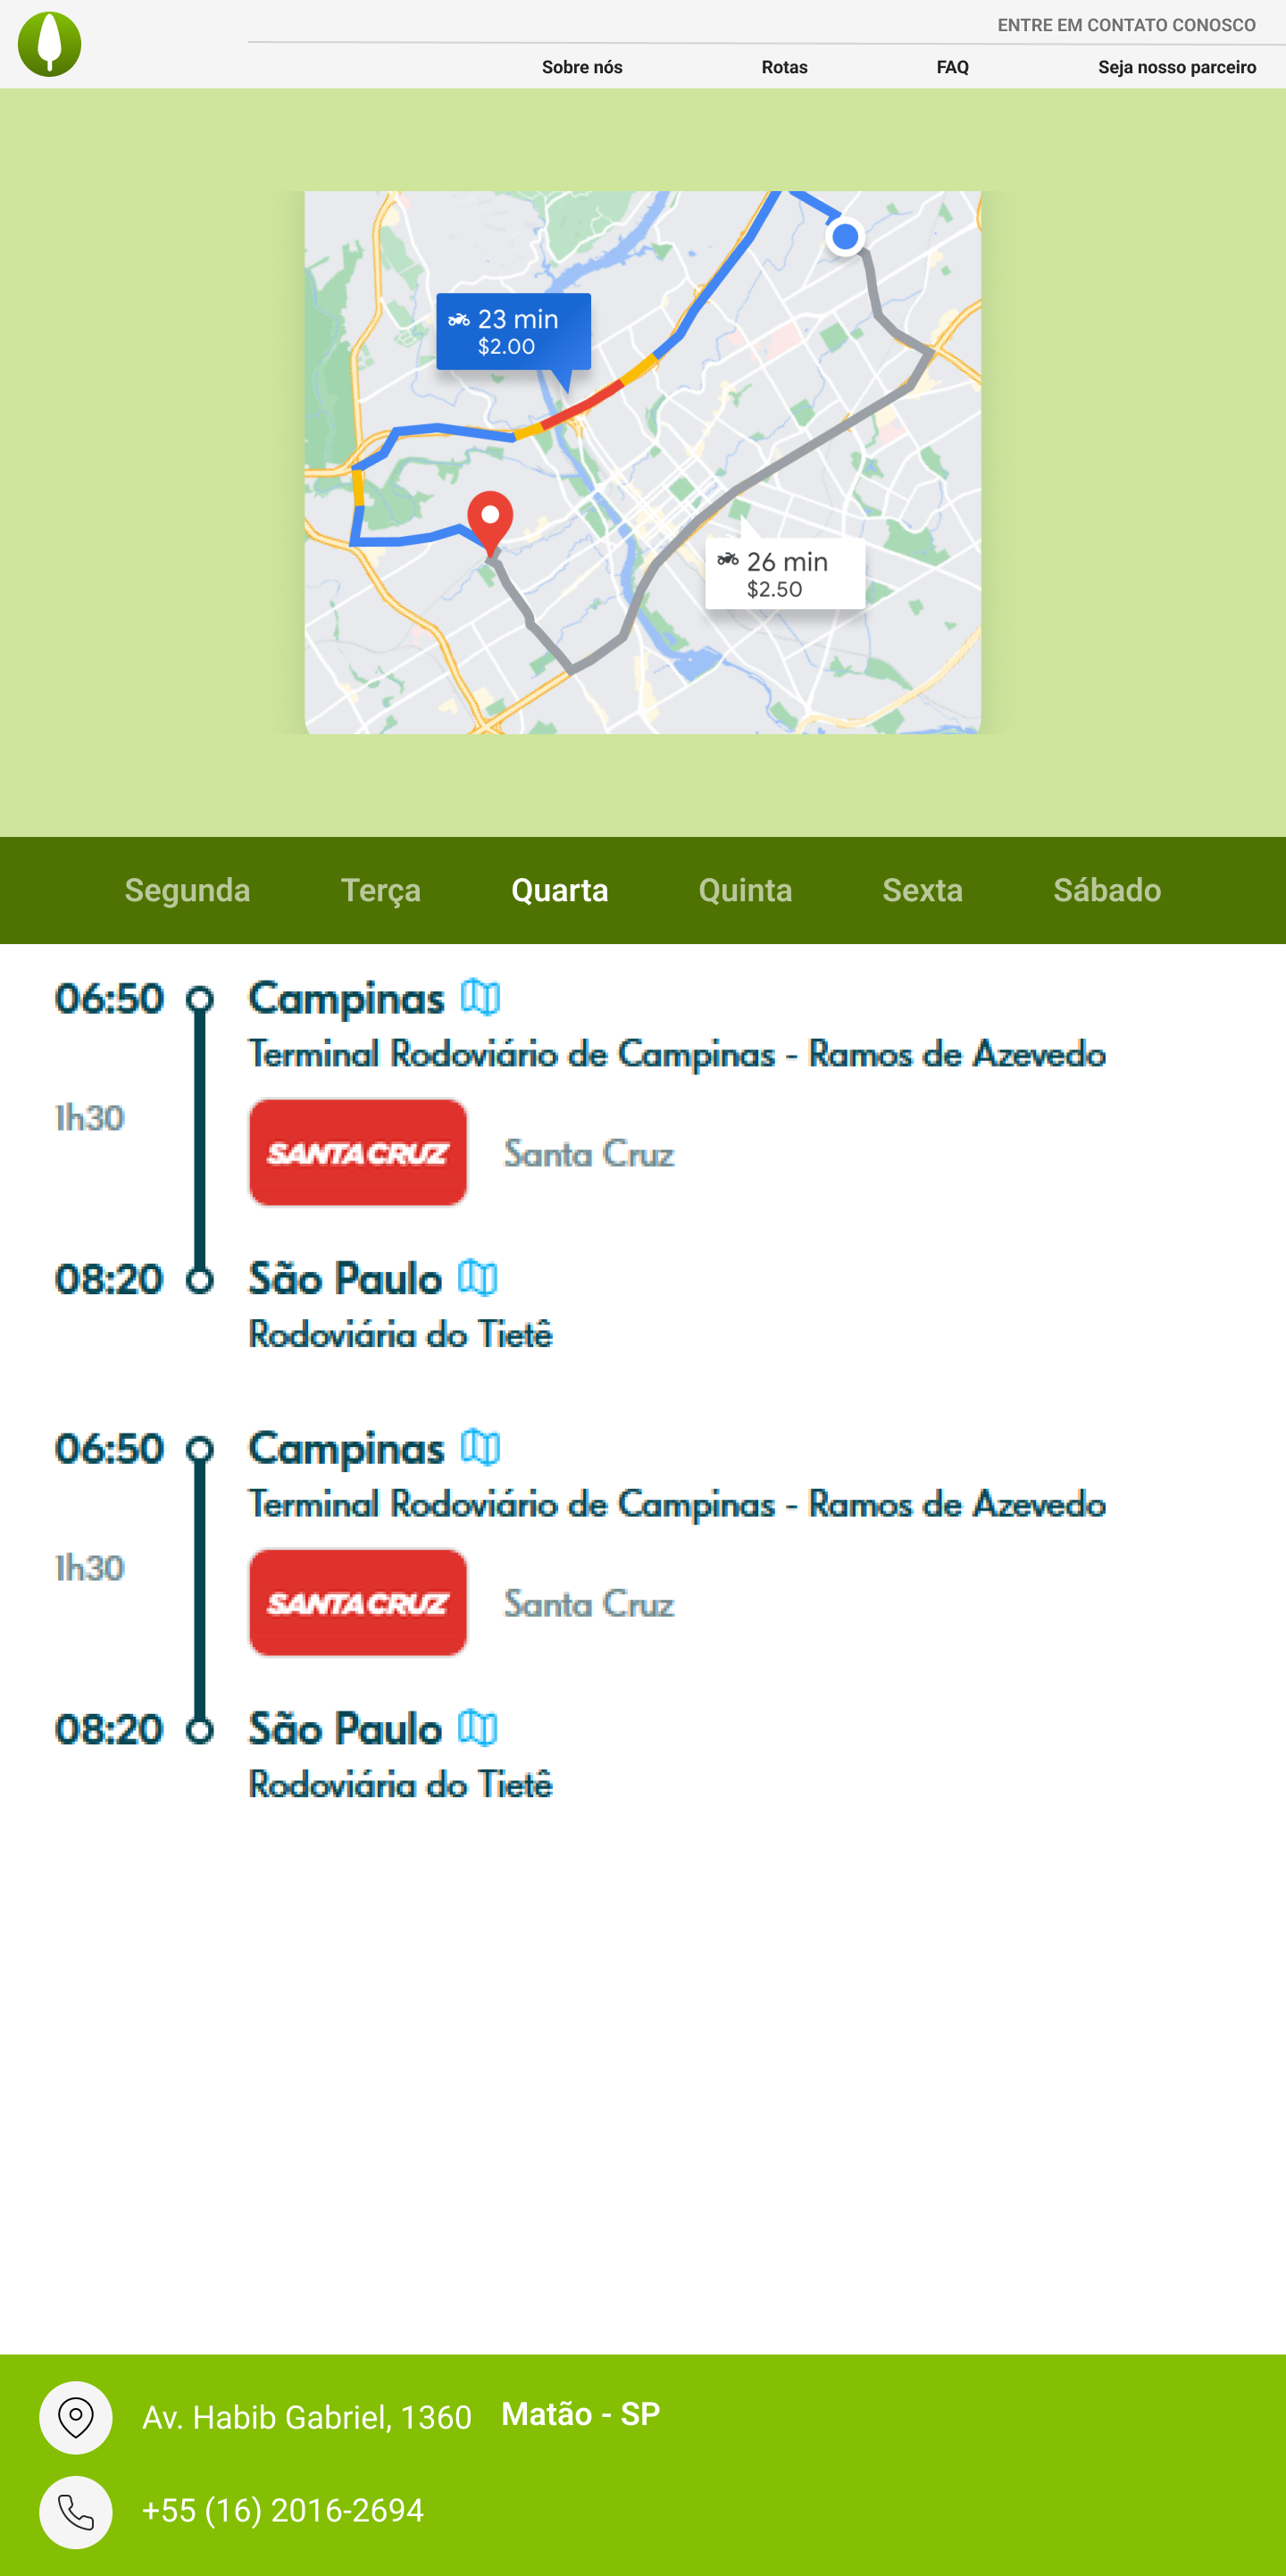 ENTRE EM CONTATO CONOSCO
Sobre nós Rotas FAQ Seja nosso parceiro
23 min
$2.00
26 min
$2.50
Segunda Terça Quarta Quinta Sexta Sábado
06:50 Campinas
Terminal Rodoviário de Campinas - Ramos de Azevedo
1h30
SANTA CRUZ Santa Cruz
08:20 São Paulo
Rodoviária do Tietê
06:50 Campinas
Terminal Rodoviário de Campinas - Ramos de Azevedo
1h30
SANTA CRUZ Santa Cruz
08:20 São Paulo
Rodoviária do Tietê
Av. Habib Gabriel, 1360 Matão - SP
+55 (16) 2016-2694